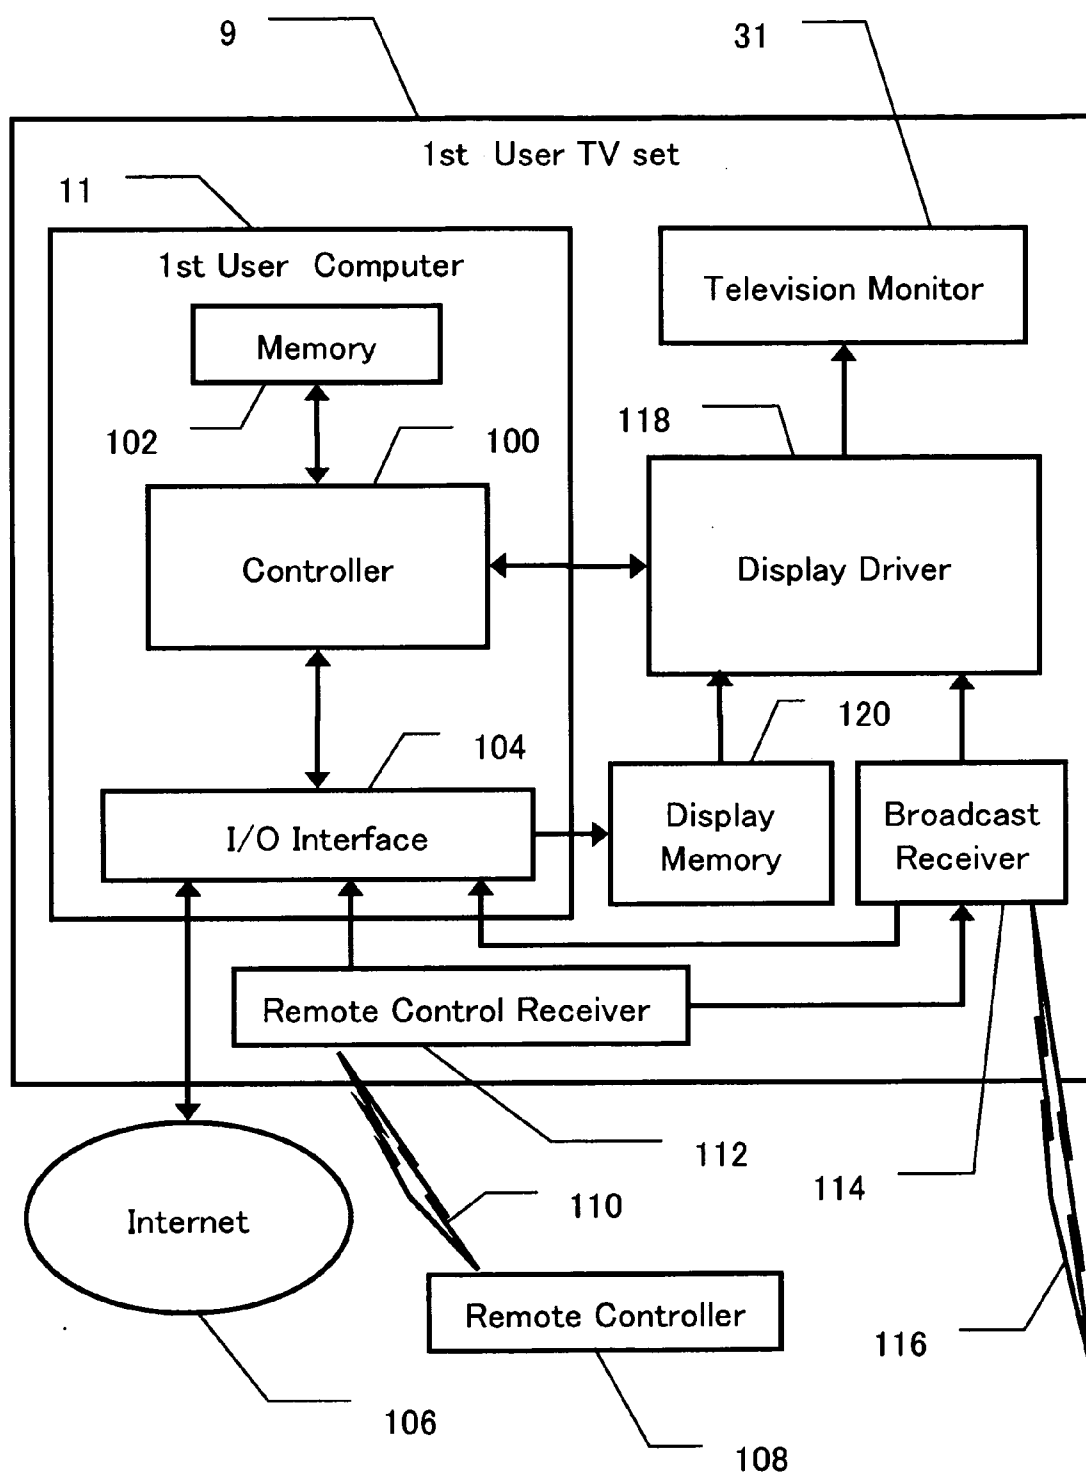 9
31
1st User TV set
11
1st User Computer
Television Monitor
Memory
102
100
118
Controller
Display Driver
120
104
I/O Interface
Display
Memory
Broadcast
Receiver
Remote Control Receiver
112
114
110
Internet
Remote Controller
116
106
108